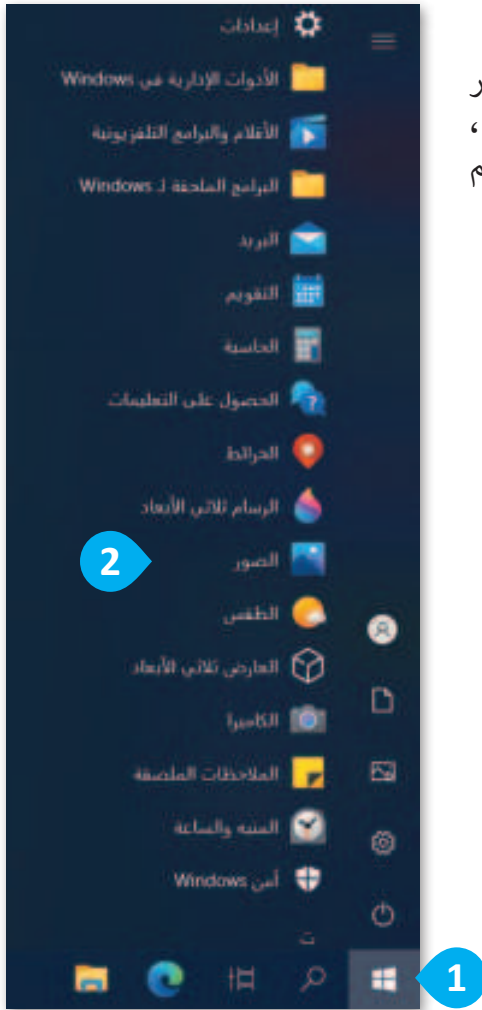 إعدادات
الأدوات الإدارية في Windows
الأفلام والبرامج التلفزيونية
البرامج الملحقة لـ Windows
البريد
التقويم
الحاسبة
الحصول على التعليمات
الخرائط
الرسام ثلاثي الأبعاد
الصور
2
الطقس
العارض ثلاثي الأبعاد
الكاميرا
الملاحظات الملصقة
المنبه والساعة
أمن Windows
ت
1
ر
،
م